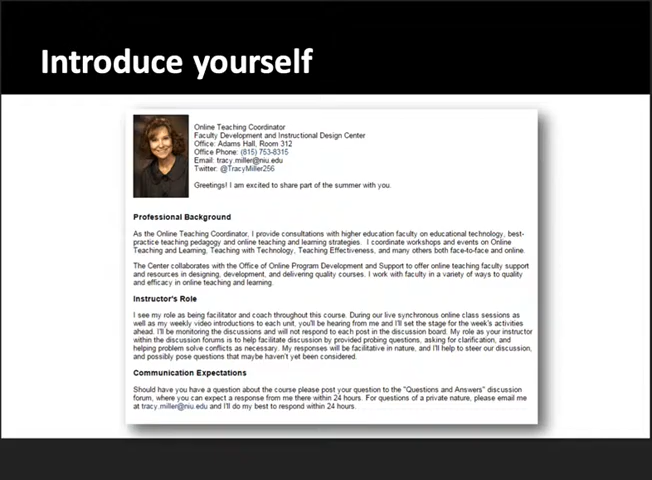 Introduce yourself
Online Teaching Coordinator
Faculty Development and Instructional Design Center
Office: Adams Hall, Room 312
Office Phone: (815) 753-8315
Email: tracy.miller@niu.edu
Twitter: @TracyMiller256
Greetings! I am excited to share part of the summer with you.
Professional Background
As the Online Teaching Coordinator, I provide consultations with higher education faculty on educational technology, best-
practice teaching pedagogy and online teaching and learning strategies. I coordinate workshops and events on Online
Teaching and Learning, Teaching with Technology, Teaching Effectiveness, and many others both face-to-face and online.
The Center collaborates with the Office of Online Program Development and Support to offer online teaching faculty support
and resources in designing, development, and delivering quality courses. I work with faculty in a variety of ways to quality
and efficacy in online teaching and learning.
Instructor's Role
I see my role as being facilitator and coach throughout this course. During our live synchronous online class sessions as
well as my weekly video introductions to each unit, you'll be hearing from me and I'll set the stage for the week's activities
ahead. I'll be monitoring the discussions and will not respond to each post in the discussion board. My role as your instructor
within the discussion forums is to help facilitate discussion by provided probing questions, asking for clarification, and
helping problem solve conflicts as necessary. My responses will be facilitative in nature, and I'll help to steer our discussion,
and possibly pose questions that maybe haven't yet been considered.
Communication Expectations
Should have you have a question about the course please post your question to the "Questions and Answers" discussion
forum, where you can expect a response from me there within 24 hours. For questions of a private nature, please email me
at tracy.miller@niu.edu and I'll do my best to respond within 24 hours.